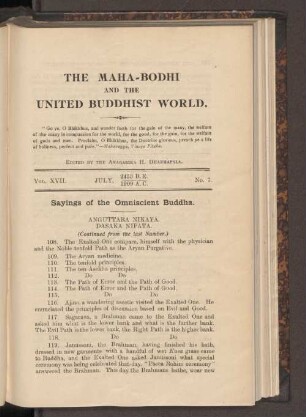 THE MAHA-BODHI
AND THE
UNITED BUDDHIST WORLD.
"Go ye, O Bhikkhus, and wander forth for the gain of the many, the welfare
of the many in compassion for the world, for the good, for the gain, for the welfare
of gods and men. Proclaim, O Bhikkhus, the Doctrine glorious, preach ye a life
of holiness, perfect and pure."—Mahavagga, Vinaya Pitaka.
EDITED BY THE ANAGARIKA H. DHARMAPALA.
VOL. XVII. JULY, 2453 B. E. 1909 A. C. No. 7.
Sayings of the Omniscient Buddha.
ANGUTTARA NIKAYA
DASAKA NIPATA.
(Continued from the last Number.)
108. The Exalted One compares himself with the physician
and the Noble tenfold Path as the Aryan Purgative.
109. The Aryan medicine.
110. The tenfold principles.
111. The ten Asekha principles.
112. Do Do
113. The Path of Error and the Path of Good.
114. The Path of Error and the Path of Good.
115. Do Do
116. Ajino a wandering ascetic visited the Exalted One. He
enunciated the principles of discussion based on Evil and Good.
117. Sagarava, a Brahman came to the Exalted One and
asked him what is the lower bank and what is the further bank.
The Evil Path is the lower bank, the Right Path is the higher bank.
118. Do Do
119. Janussoni, the Brahman, having finished his bath,
dressed in new garments with a handful of wet Kusa grass came
to Buddha, and the Exalted One asked Janussoni what special
ceremony was being celebrated that day. "Pacca Rohini ceremony"
answered the Brahman. This day the Brahmans bathe, wear new